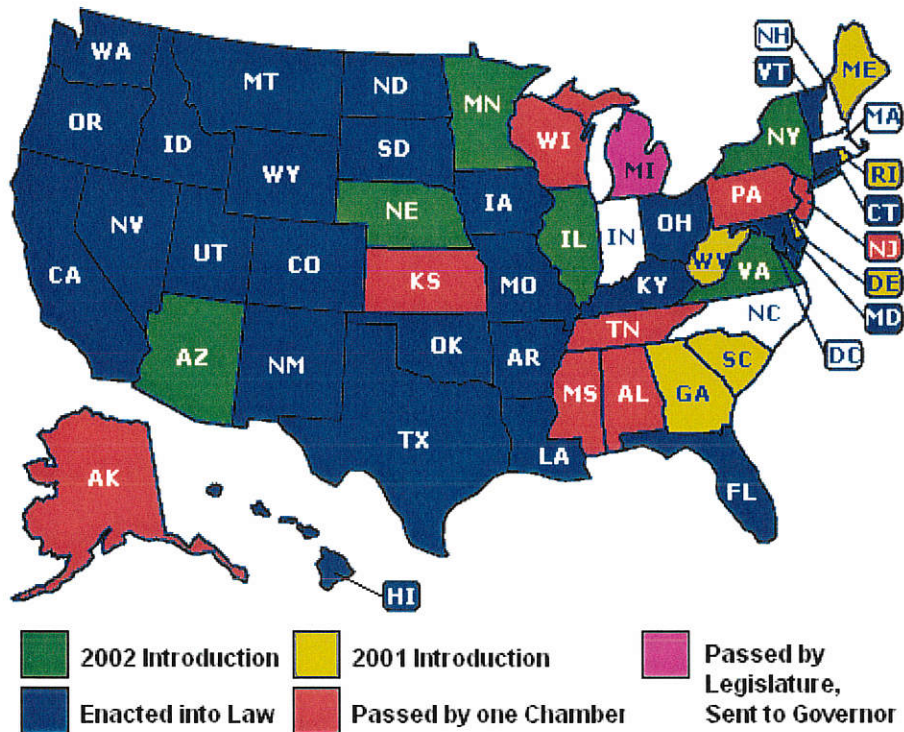 NH
WA
VT
ME
MT
ND
MN
MA
OR
ID
WI
NY
SD
MI
RI
WY
PA
CT
NE
IA
NV
OH
NJ
IL
IN
UT
WV
DE
CA
CO
VA
KS
MO
KY
MD
NC
TN
DC
AZ
OK
AR
NM
SC
MS
AL
GA
TX
LA
AK
FL
HI
2002 Introduction
2001 Introduction
Passed by
Legislature,
Sent to Governor
Enacted into Law
Passed by one Chamber